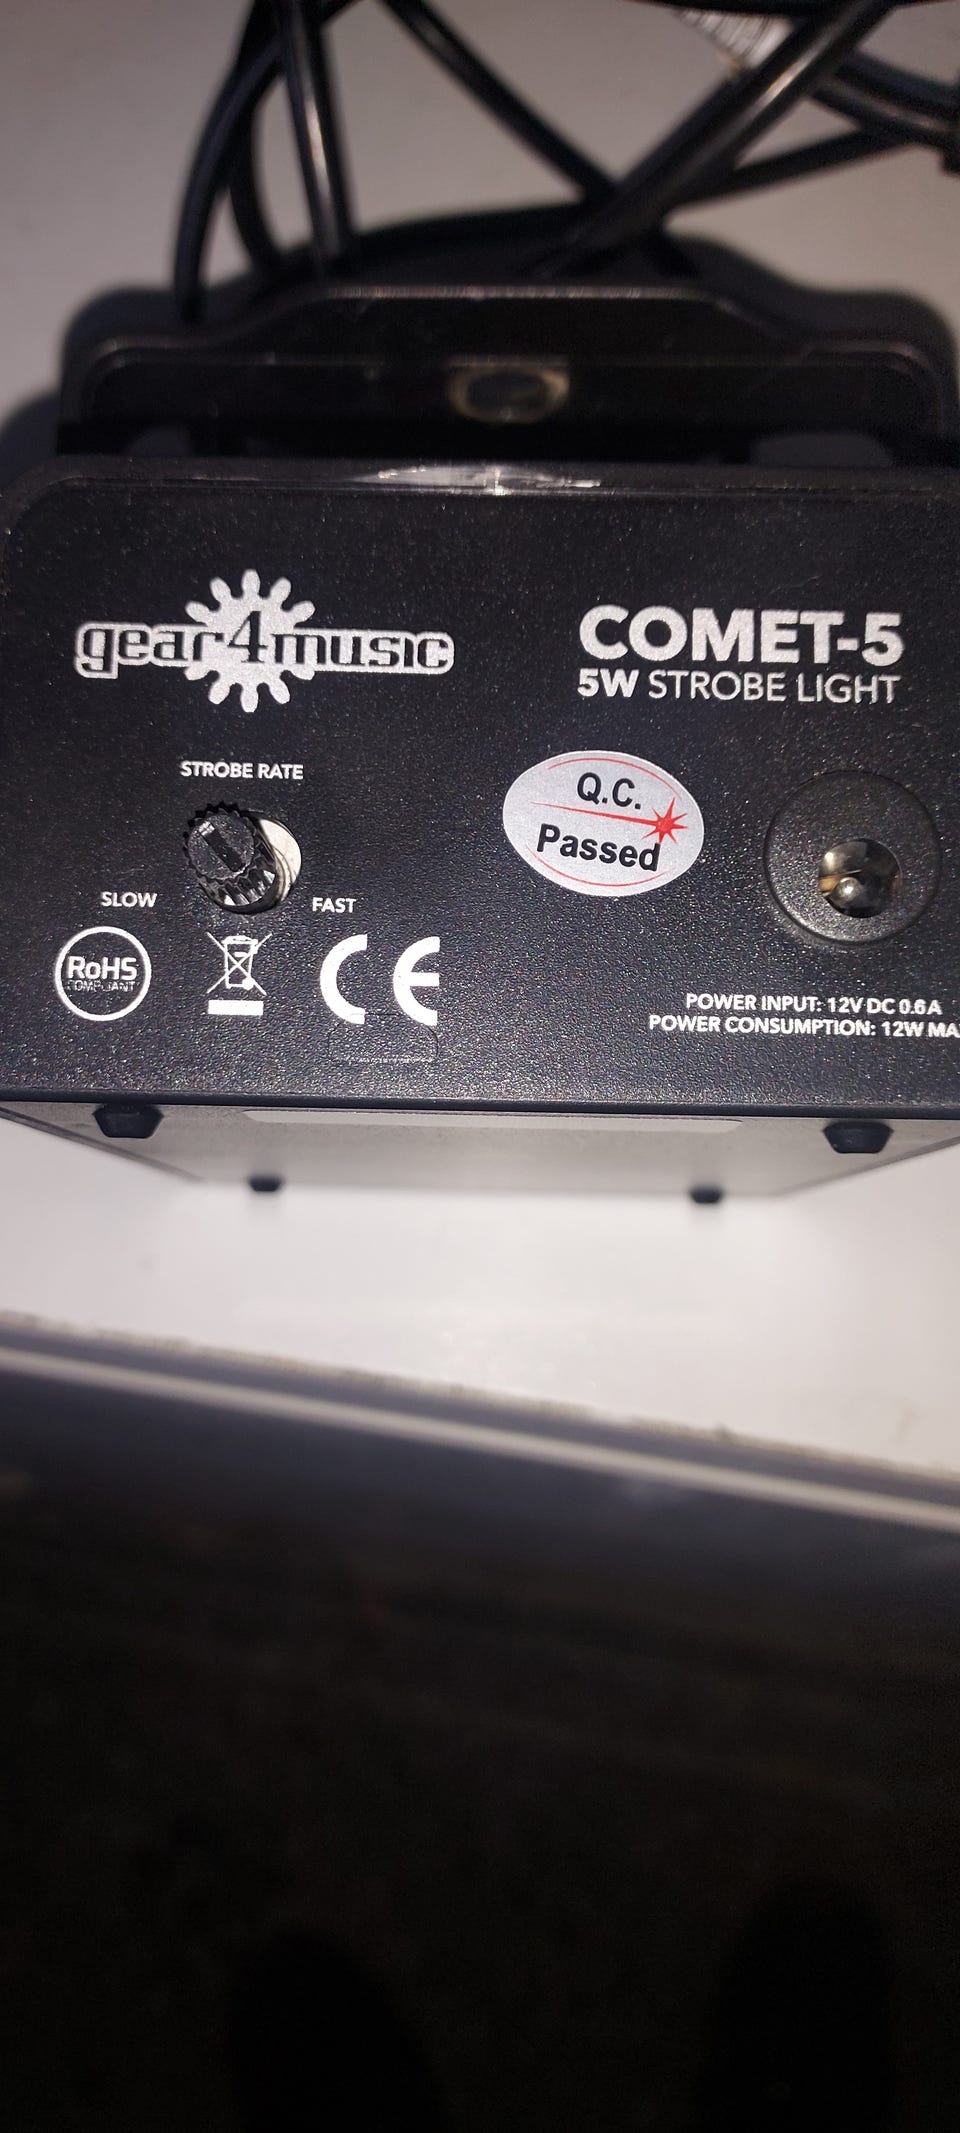 gear4music
COMET-5
5W STROBE LIGHT
STROBE RATE
Q.C.
Passed
SLOW
FAST
RoHS
COMPLIANT
CE
POWER INPUT: 12V DC 0.6A
POWER CONSUMPTION: 12W MAX